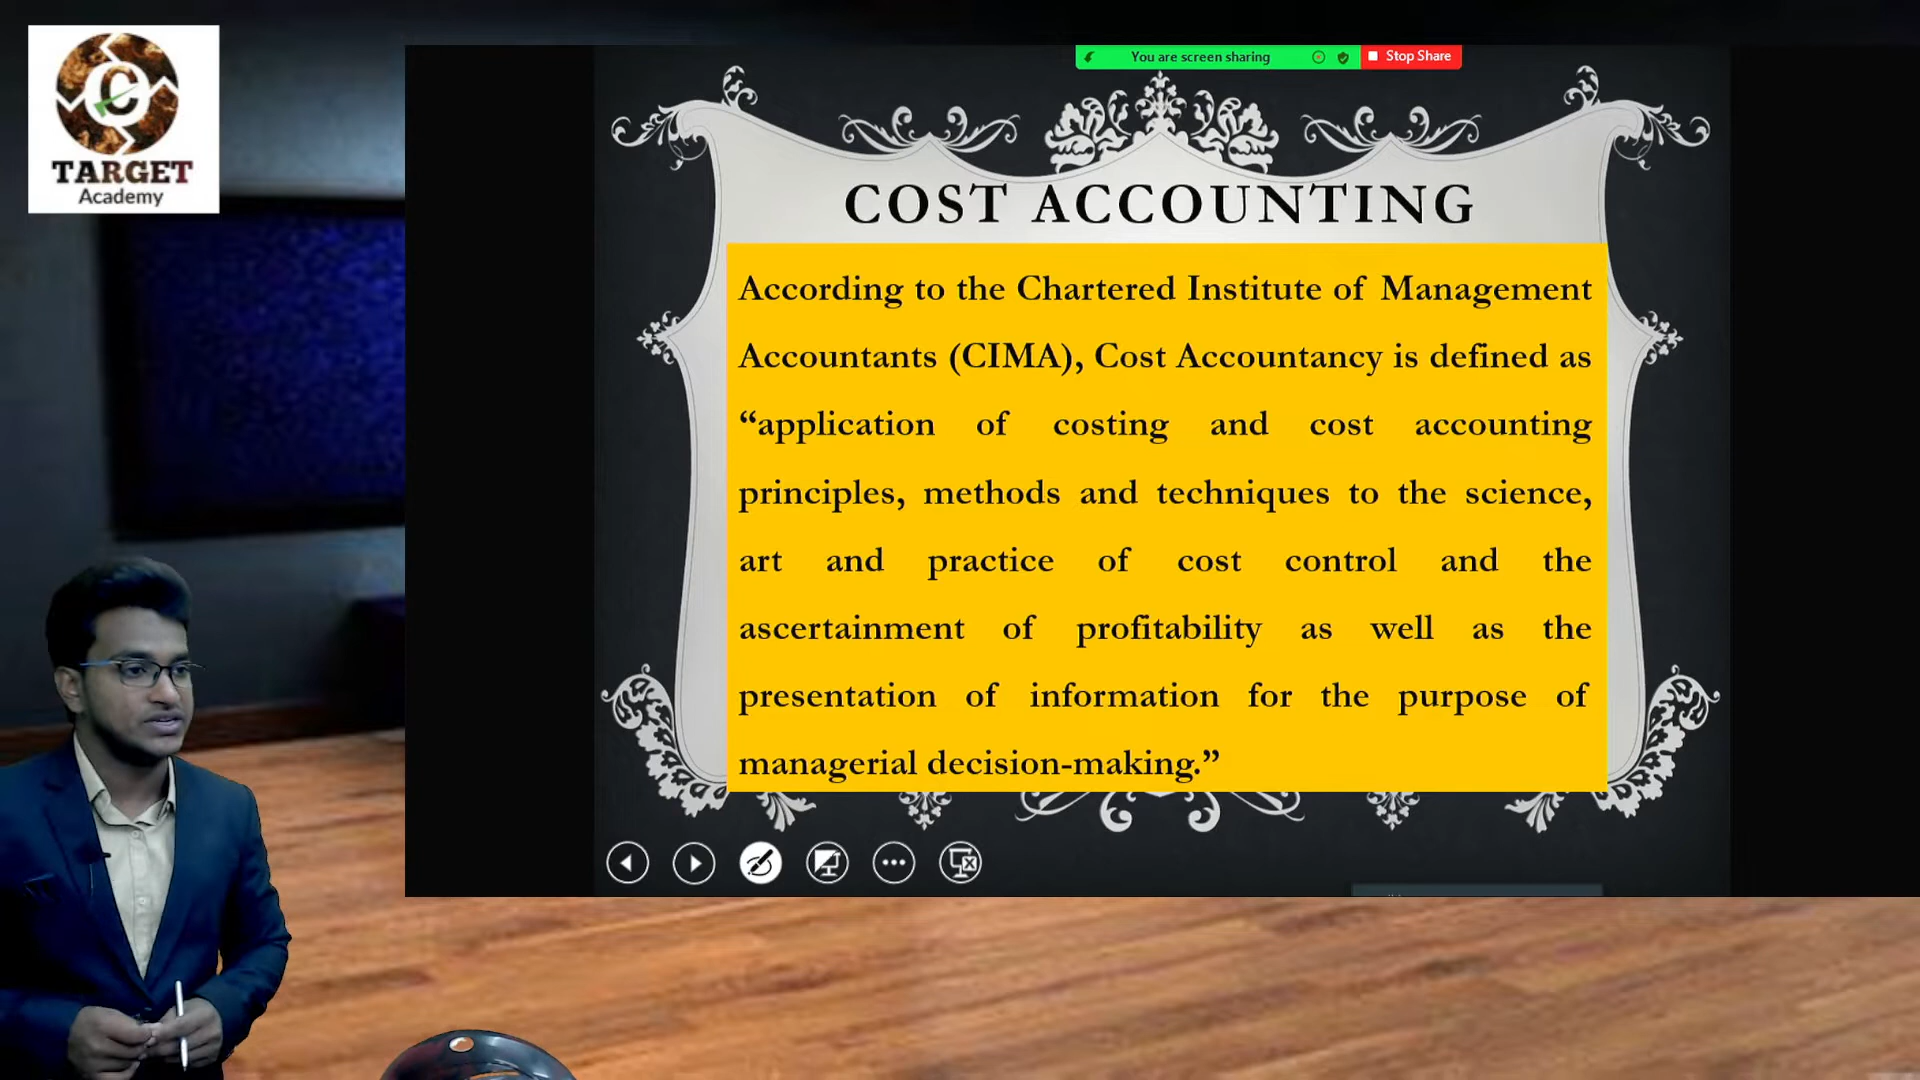 TARGET
Academy
You are screen sharing
Stop Share
COST ACCOUNTING
According to the Chartered Institute of Management
Accountants (CIMA), Cost Accountancy is defined as
“application of costing and cost accounting
principles, methods and techniques to the science,
art and practice of cost control and the
ascertainment of profitability as well as the
presentation of information for the purpose of
managerial decision-making.”